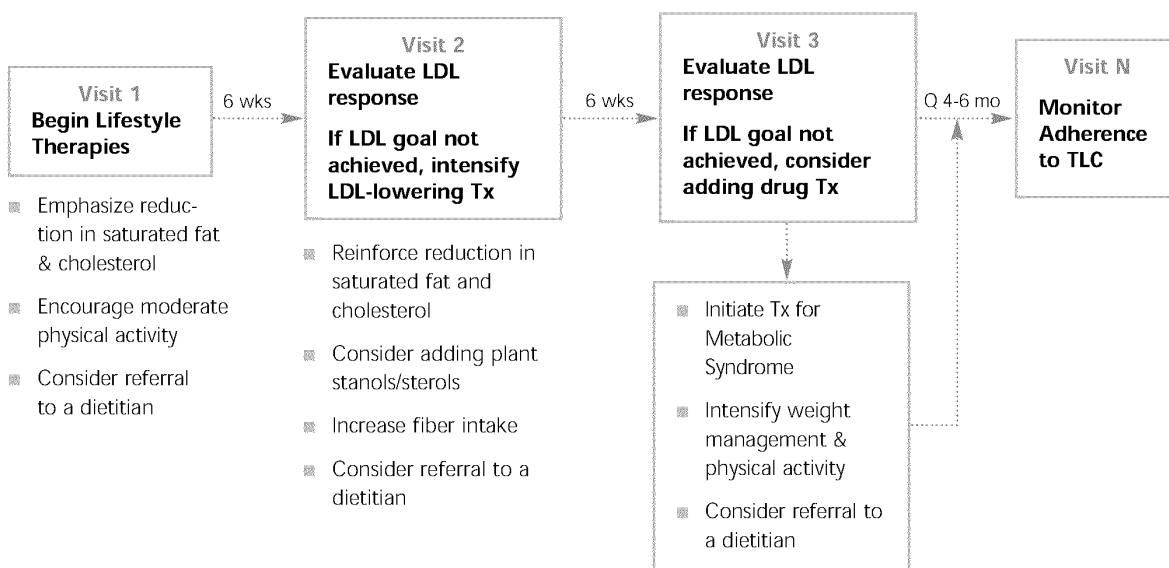 Visit 1
Begin Lifestyle
Therapies
Emphasize reduc-
tion in saturated fat
& cholesterol
Encourage moderate
physical activity
Consider referral
to a dietitian
6 wks
Visit 2
Evaluate LDL
response
If LDL goal not
achieved, intensify
LDL-lowering Tx
Reinforce reduction in
saturated fat and
cholesterol
Consider adding plant
stanols/sterols
Increase fiber intake
Consider referral to a
dietitian
6 wks
Visit 3
Evaluate LDL
response
If LDL goal not
achieved, consider
adding drug Tx
Initiate Tx for
Metabolic
Syndrome
Intensify weight
management &
physical activity
Consider referral to
a dietitian
Q 4-6 mo
Visit N
Monitor
Adherence
to TLC